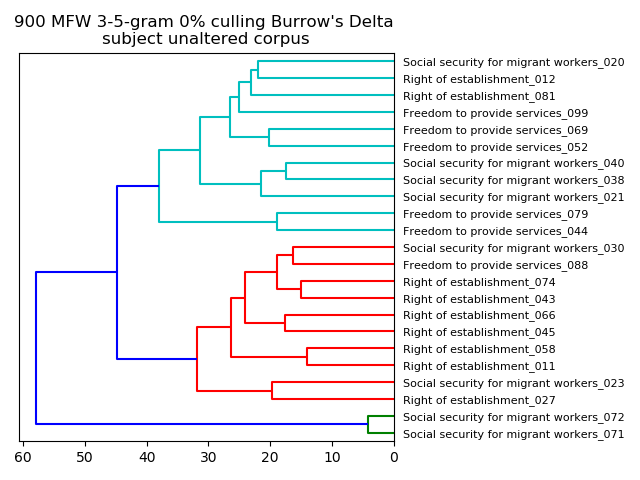 900 MFW 3-5-gram 0% culling Burrow's Delta
subject unaltered corpus
Social security for migrant workers_020
Right of establishment_012
Right of establishment_081
Freedom to provide services_099
Freedom to provide services_069
Freedom to provide services_052
Social security for migrant workers_040
Social security for migrant workers_038
Social security for migrant workers_021
Freedom to provide services_079
Freedom to provide services_044
Social security for migrant workers_030
Freedom to provide services_088
Right of establishment_074
Right of establishment_043
Right of establishment_066
Right of establishment_045
Right of establishment_058
Right of establishment_011
Social security for migrant workers_023
Right of establishment_027
Social security for migrant workers_072
Social security for migrant workers_071
60 50 40 30 20 10 0